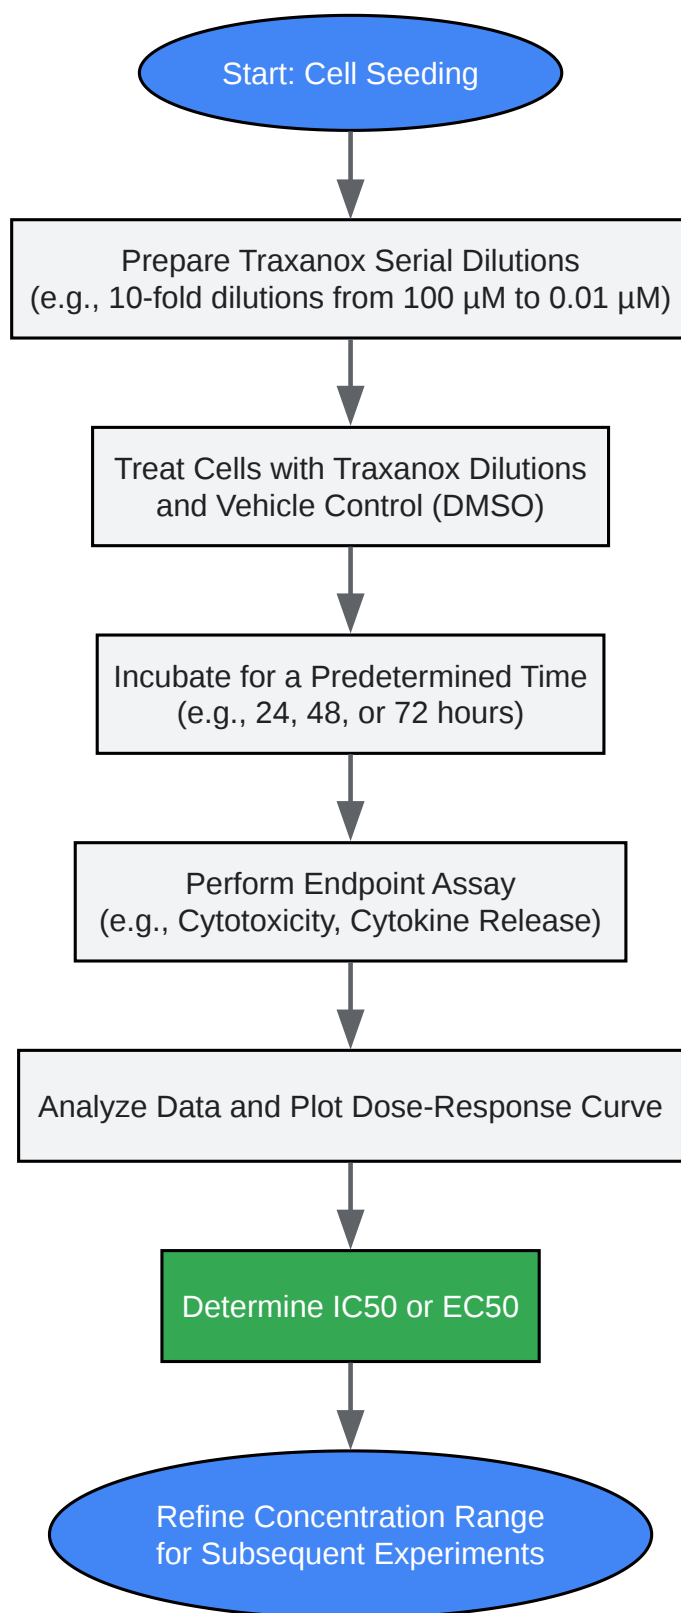 Start: Cell Seeding
Prepare Traxanox Serial Dilutions
(e.g., 10-fold dilutions from 100 µM to 0.01 µM)
Treat Cells with Traxanox Dilutions
and Vehicle Control (DMSO)
Incubate for a Predetermined Time
(e.g., 24, 48, or 72 hours)
Perform Endpoint Assay
(e.g., Cytotoxicity, Cytokine Release)
Analyze Data and Plot Dose-Response Curve
Determine IC50 or EC50
Refine Concentration Range
for Subsequent Experiments